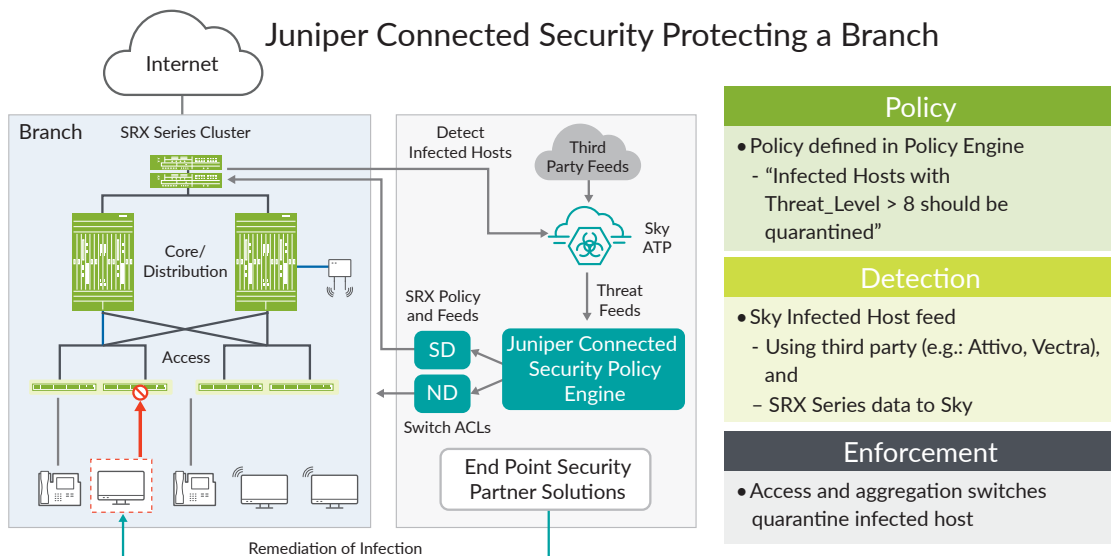 Juniper Connected Security Protecting a Branch
Internet
Branch
SRX Series Cluster
Core/
Distribution
Access
Detect
Infected Hosts
Third
Party Feeds
Sky
ATP
Threat
Feeds
SRX Policy
and Feeds
SD
ND
Switch ACLs
Juniper Connected
Security Policy
Engine
End Point Security
Partner Solutions
Remediation of Infection
Policy
• Policy defined in Policy Engine
- “Infected Hosts with
Threat_Level > 8 should be
quarantined”
Detection
• Sky Infected Host feed
- Using third party (e.g.: Attivo, Vectra),
and
– SRX Series data to Sky
Enforcement
• Access and aggregation switches
quarantine infected host